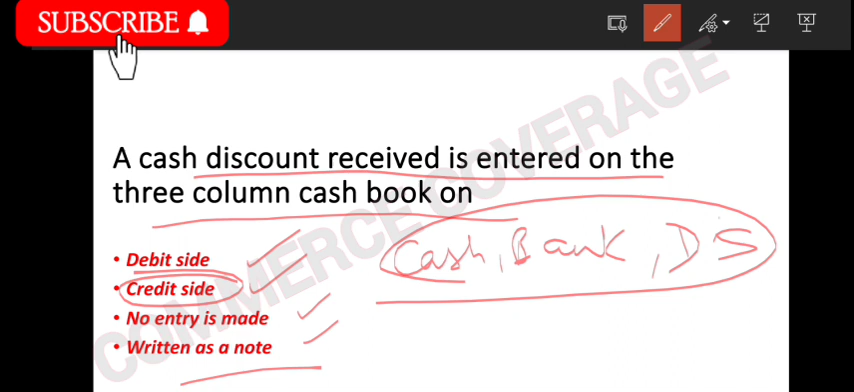 SUBSCRIBE
COMMERCE COVERAGE
A cash discount received is entered on the
three column cash book on
Cash, Bank, DS
• Debit side
• Credit side
• No entry is made
• Written as a note